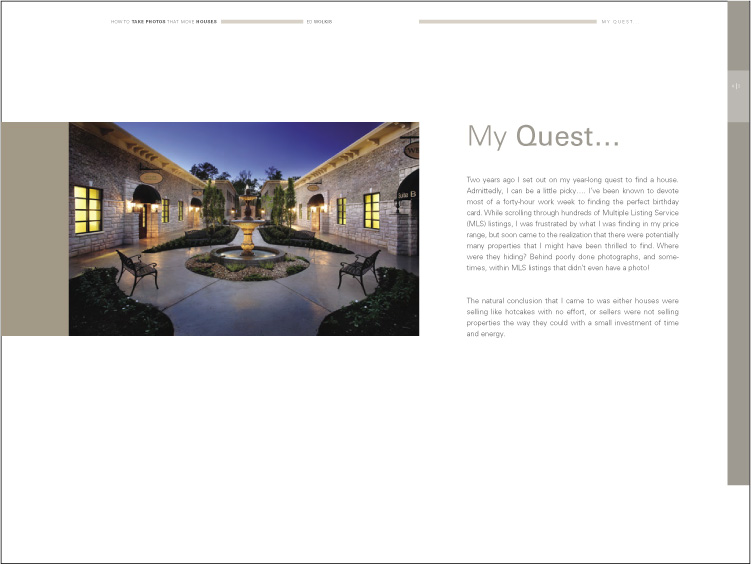 HOW TO TAKE PHOTOS THAT MOVE HOUSES
ED WOLKIS
MY QUEST
My Quest...
Two years ago I set out on my year-long quest to find a house.
Admittedly, I can be a little picky.... I've been known to devote
most of a forty-hour work week to finding the perfect birthday
card. While scrolling through hundreds of Multiple Listing Service
(MLS) listings, I was frustrated by what I was finding in my price
range, but soon came to the realization that there were potentially
many properties that I might have been thrilled to find. Where
were they hiding? Behind poorly done photographs, and some-
times, within MLS listings that didn't even have a photo!
The natural conclusion that I came to was either houses were
selling like hotcakes with no effort, or sellers were not selling
properties the way they could with a small investment of time
and energy.